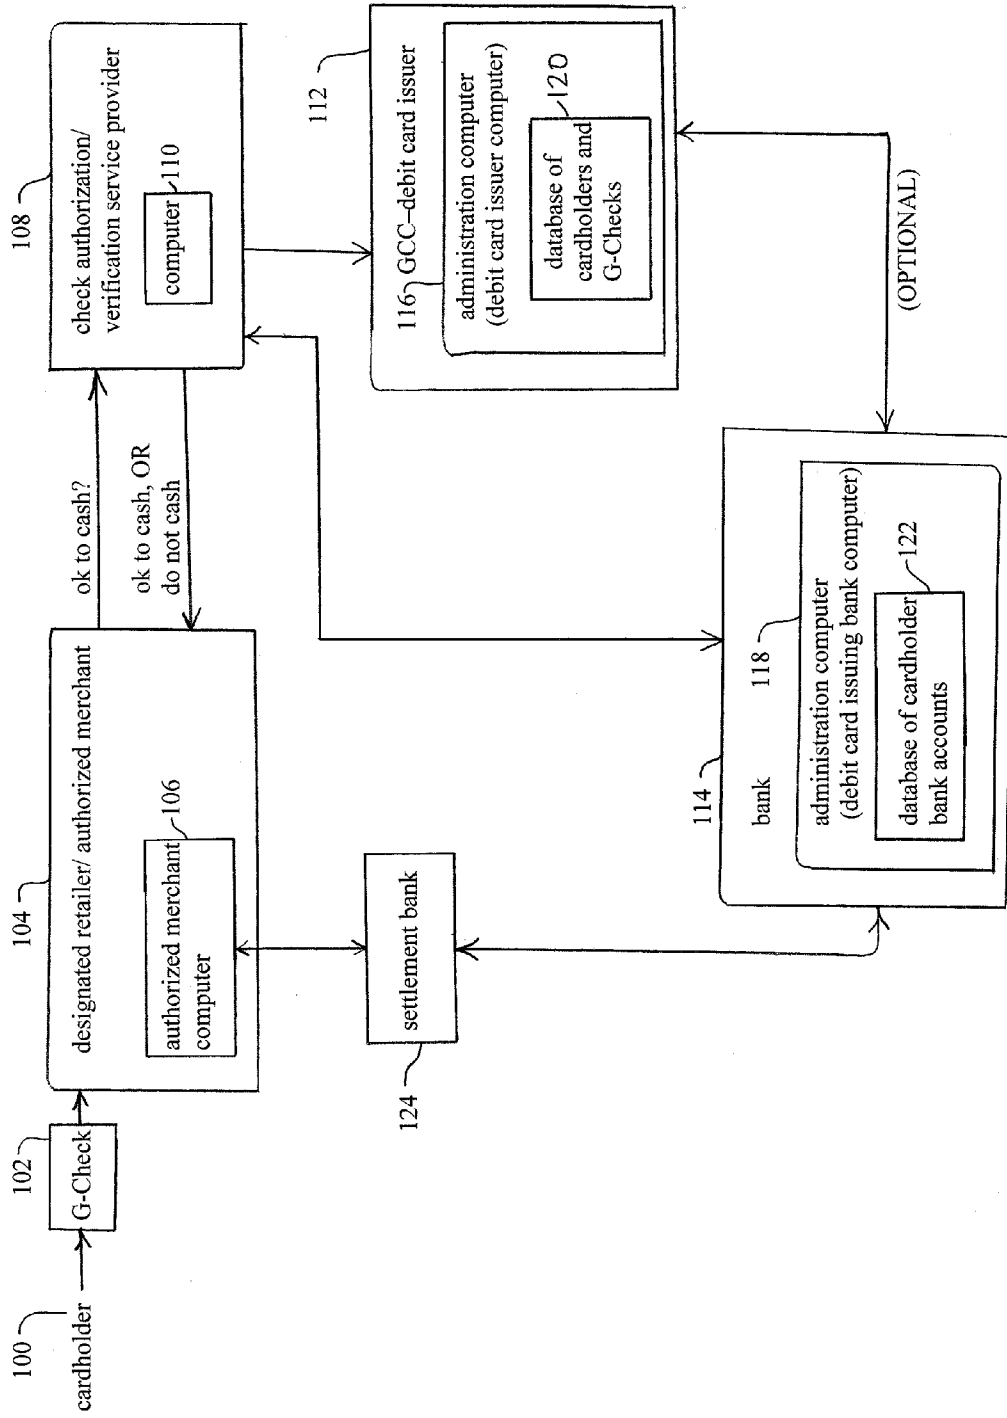 100
cardholder
102
G-Check
104
designated retailer/ authorized merchant
106
authorized merchant
computer
ok to cash?
ok to cash, OR
do not cash
108
check authorization/
verification service provider
110
computer
112
GCC–debit card issuer
116
administration computer
(debit card issuer computer)
120
database of
cardholders and
G-Checks
124
settlement bank
114
bank
118
administration computer
(debit card issuing bank computer)
122
database of cardholder
bank accounts
(OPTIONAL)